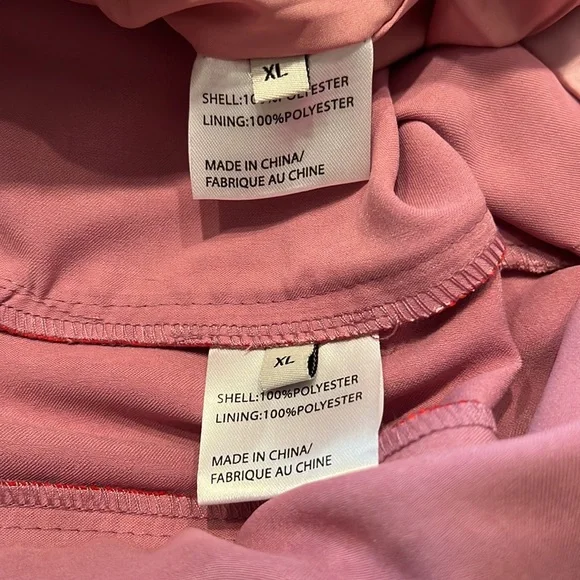 XL
SHELL:100%POLYESTER
LINING:100%POLYESTER
MADE IN CHINA/
FABRIQUE AU CHINE
XL
SHELL:100%POLYESTER
LINING:100%POLYESTER
MADE IN CHINA/
FABRIQUE AU CHINE